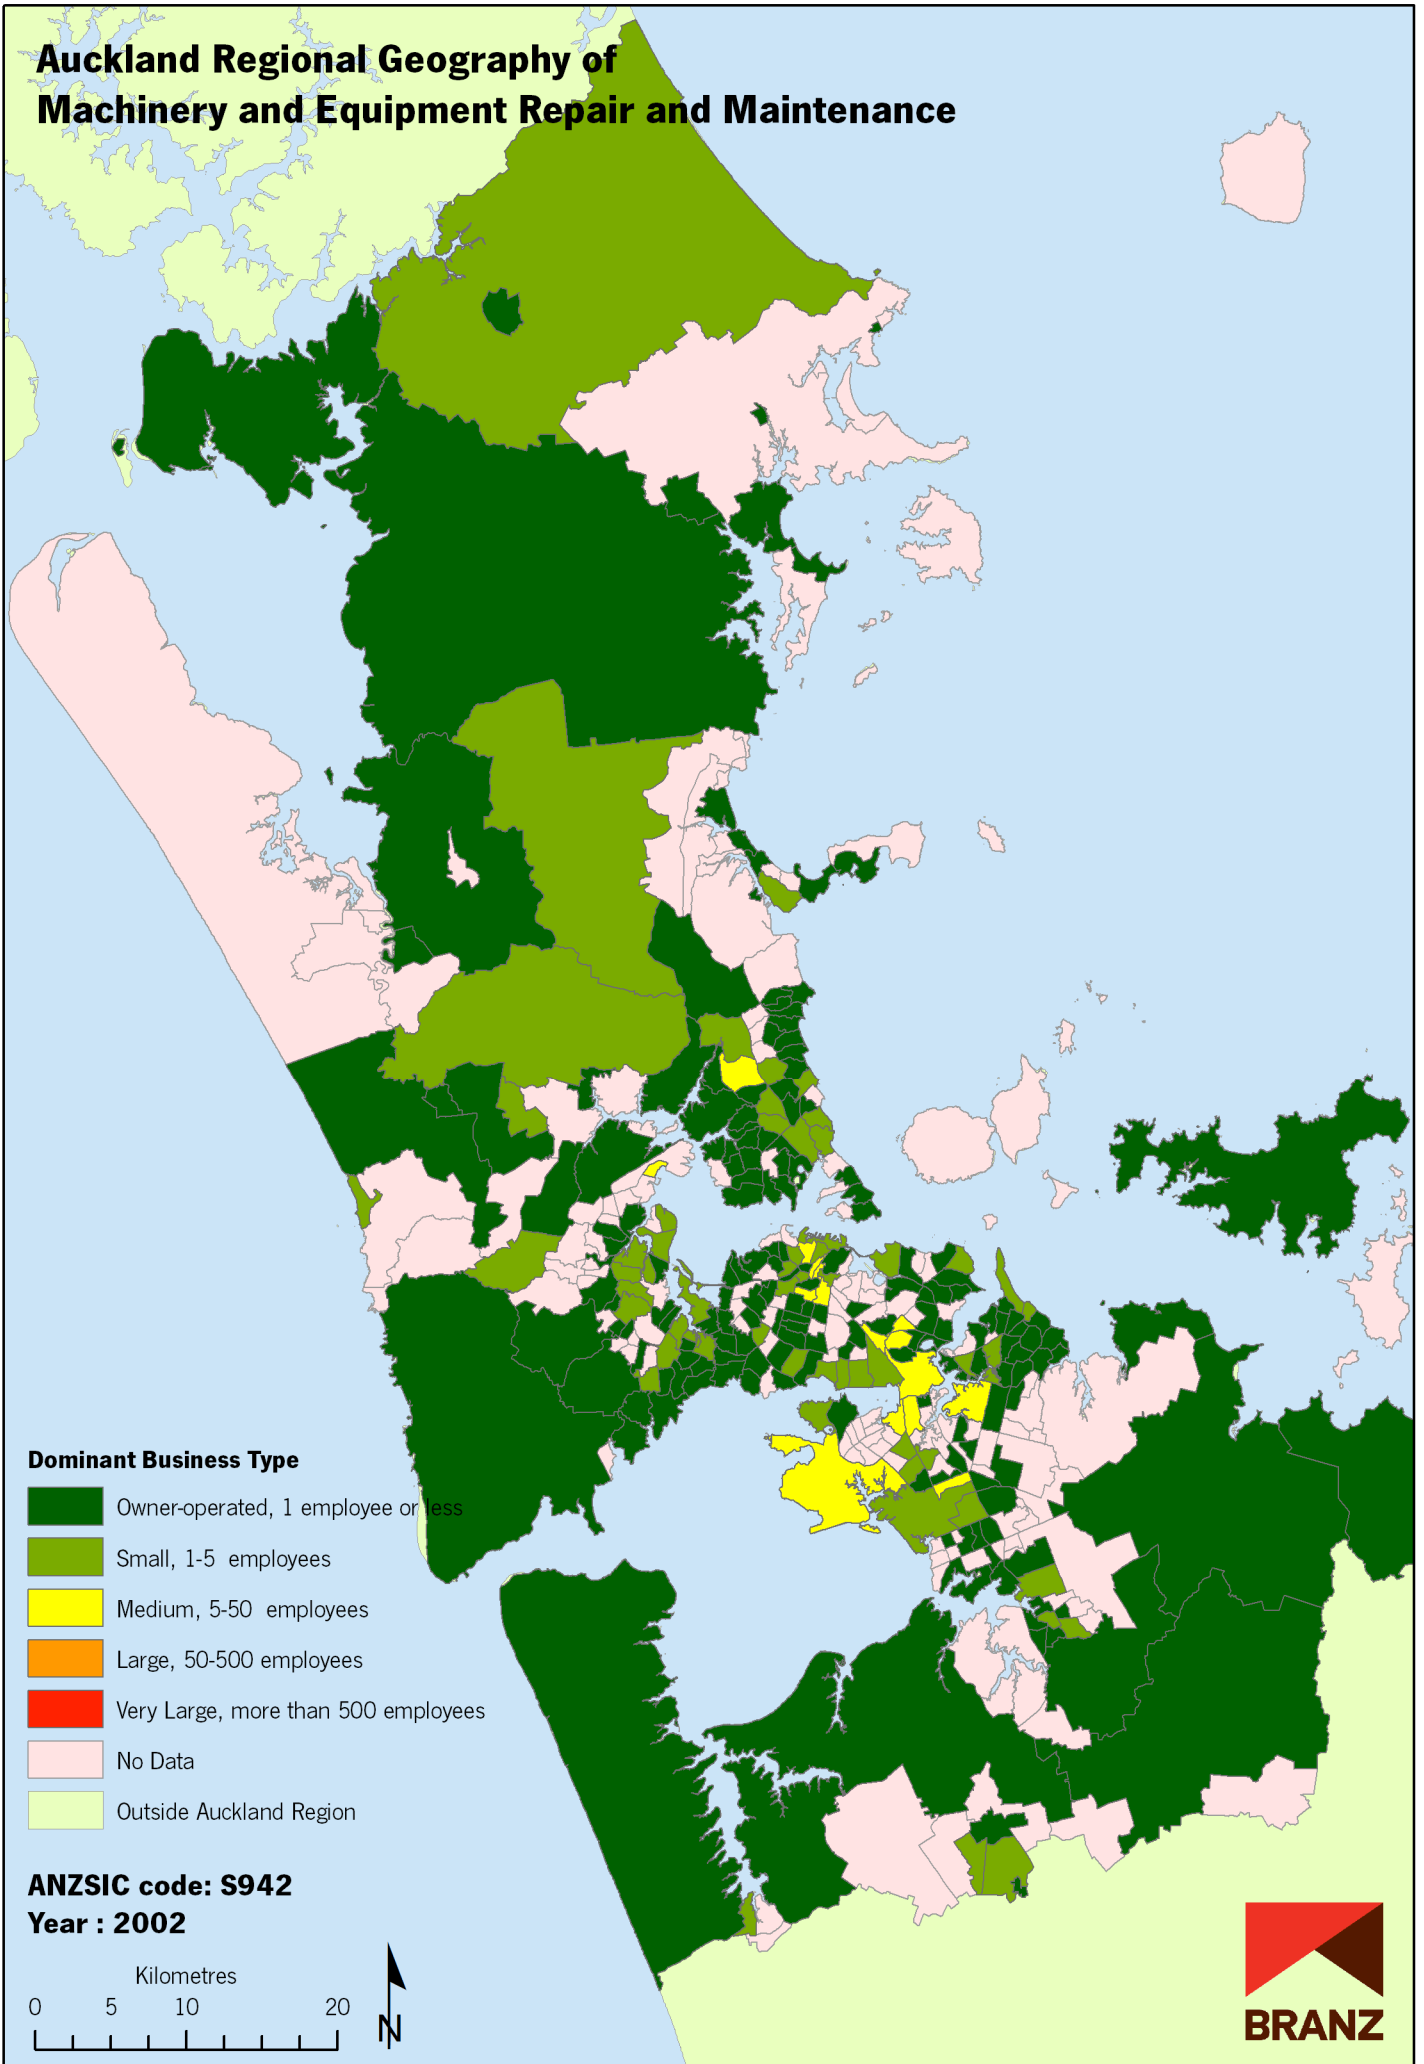 Auckland Regional Geography of
Machinery and Equipment Repair and Maintenance
Dominant Business Type
Owner-operated, 1 employee or less
Small, 1-5 employees
Medium, 5-50 employees
Large, 50-500 employees
Very Large, more than 500 employees
No Data
Outside Auckland Region
ANZSIC code: S942
Year : 2002
Kilometres
0 5 10 20
N
BRANZ